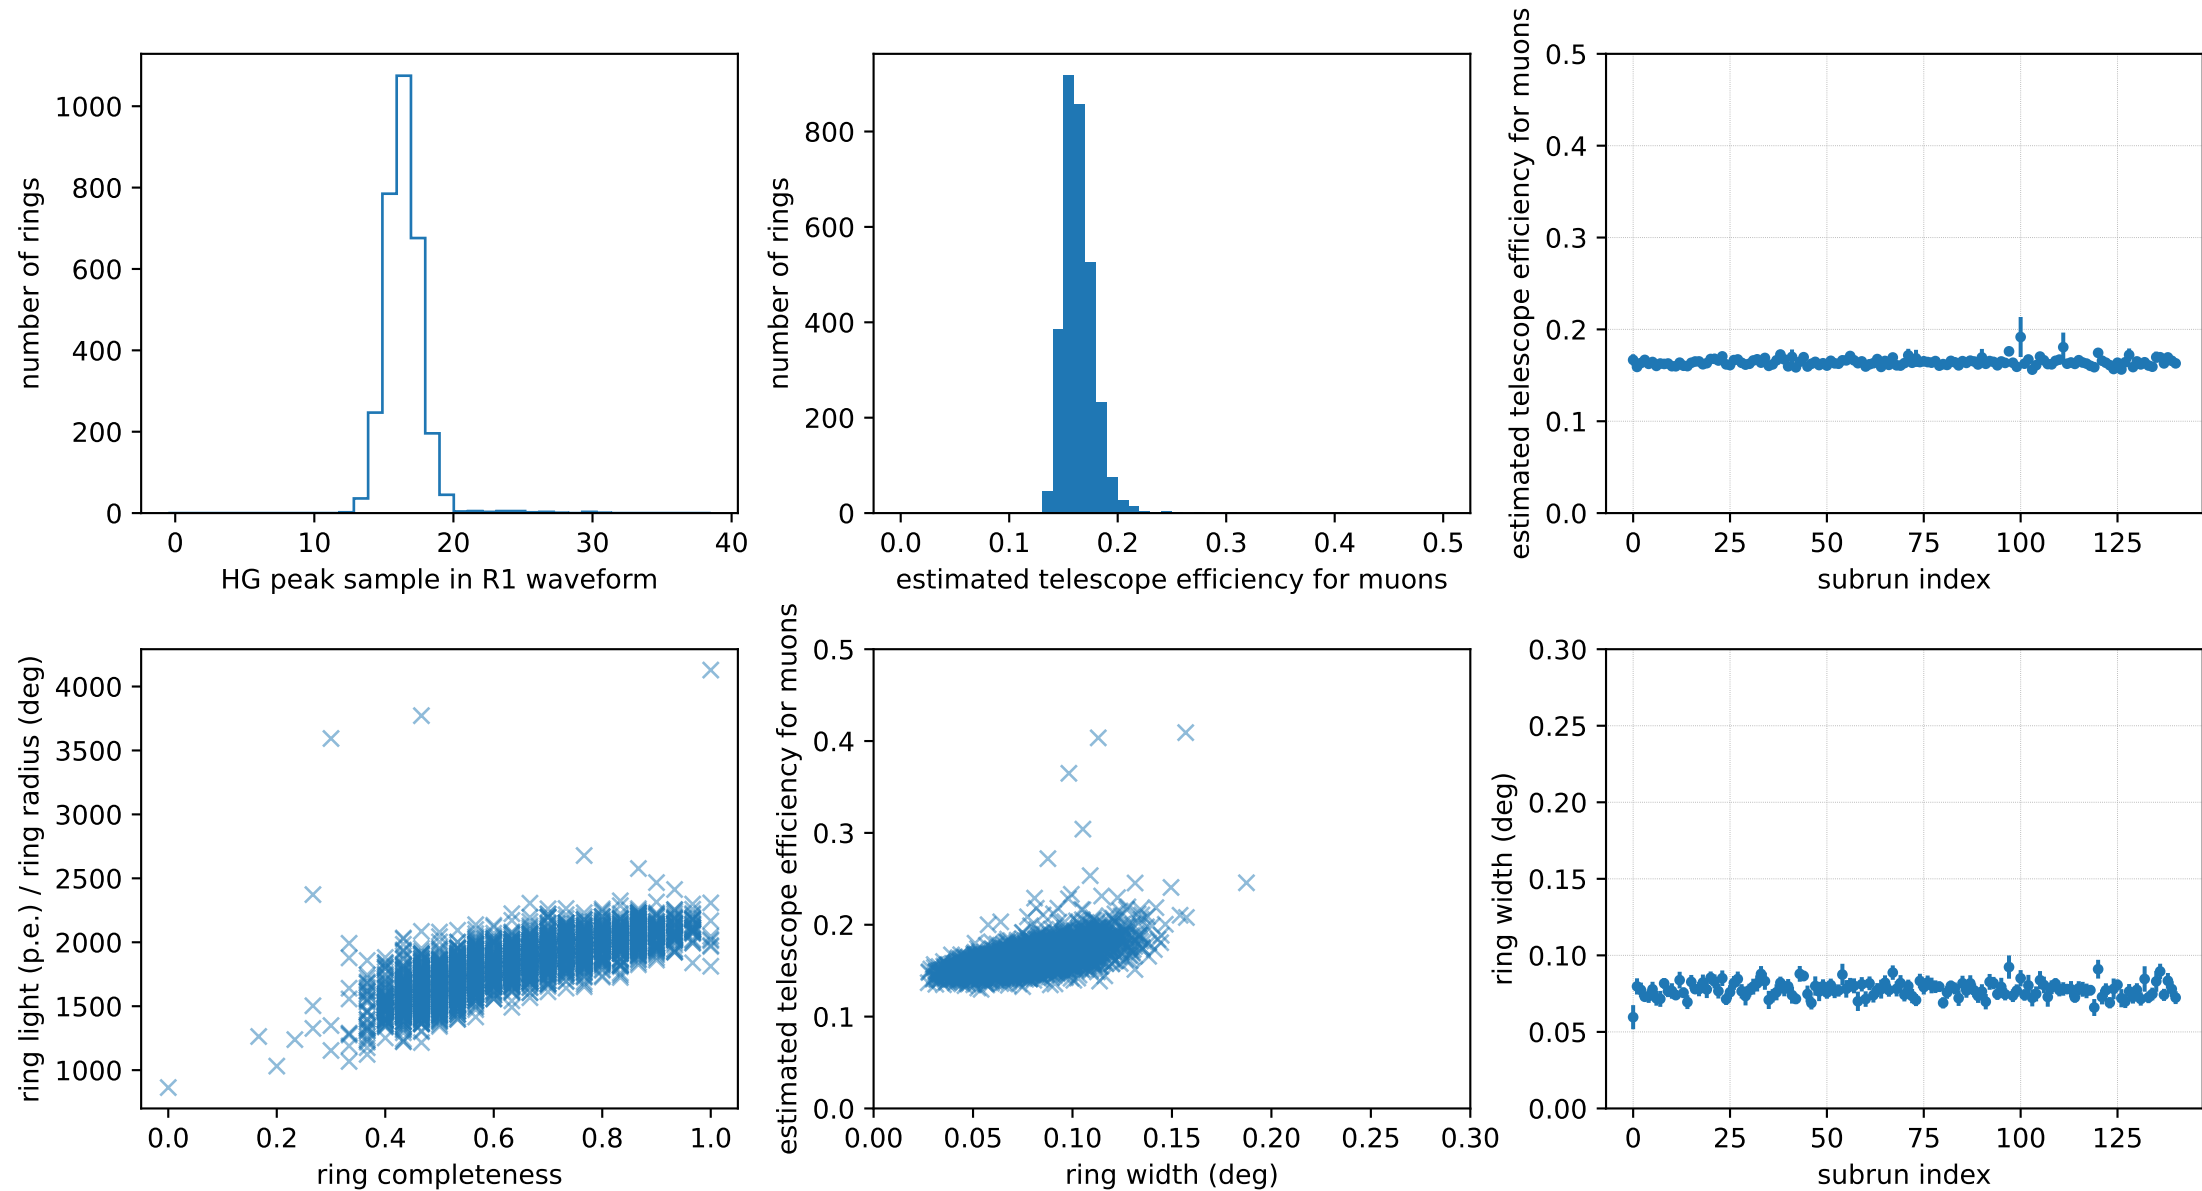 number of rings
1000
800
600
400
200
0
0 10 20 30 40
HG peak sample in R1 waveform
number of rings
800
600
400
200
0
0.0 0.1 0.2 0.3 0.4 0.5
estimated telescope efficiency for muons
estimated telescope efficiency for muons
0.5
0.4
0.3
0.2
0.1
0.0
0 25 50 75 100 125
subrun index
ring light (p.e.) / ring radius (deg)
4000
3500
3000
2500
2000
1500
1000
0.0 0.2 0.4 0.6 0.8 1.0
ring completeness
estimated telescope efficiency for muons
0.5
0.4
0.3
0.2
0.1
0.0
0.00 0.05 0.10 0.15 0.20 0.25 0.30
ring width (deg)
ring width (deg)
0.30
0.25
0.20
0.15
0.10
0.05
0.00
0 25 50 75 100 125
subrun index